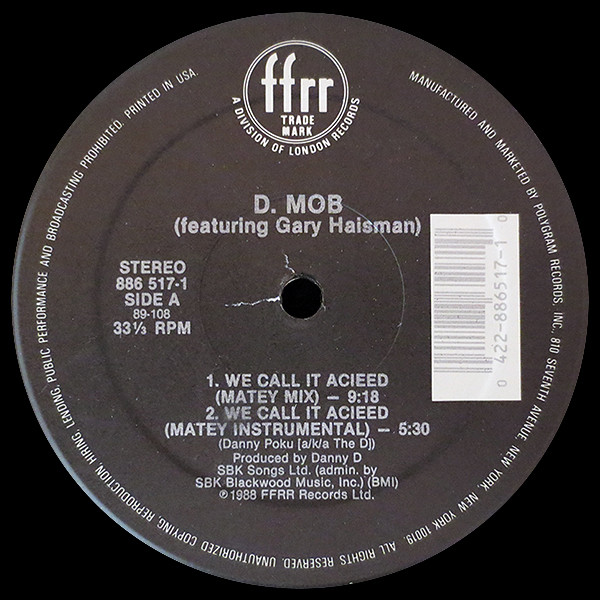 ffrr
TRADE
MARK
A DIVISION OF LONDON RECORDS
D. MOB
(featuring Gary Haisman)
STEREO
886 517-1
SIDE A
89-108
33⅓ RPM
0 422-886517-1 0
1. WE CALL IT ACIEED
(MATEY MIX) — 9:18
2. WE CALL IT ACIEED
(MATEY INSTRUMENTAL) — 5:30
(Danny Poku [a/k/a The D])
Produced by Danny D
SBK Songs Ltd. (admin. by
SBK Blackwood Music, Inc.) (BMI)
℗ 1988 FFRR Records Ltd.
MANUFACTURED AND MARKETED BY POLYGRAM RECORDS, INC., 810 SEVENTH AVENUE, NEW YORK, NEW YORK 10019. ALL RIGHTS RESERVED. UNAUTHORIZED COPYING, REPRODUCTION, HIRING, LENDING, PUBLIC PERFORMANCE AND BROADCASTING PROHIBITED. PRINTED IN USA.